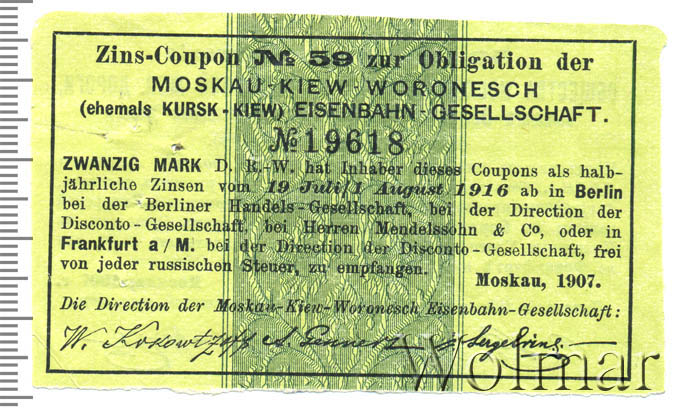 Zins-Coupon № 59 zur Obligation der
MOSKAU-KIEW-WORONESCH
(ehemals KURSK-KIEW) EISENBAHN-GESELLSCHAFT.
№ 19618
ZWANZIG MARK D. R.-W. hat Inhaber dieses Coupons als halb-
jährliche Zinsen vom 19 Juli/1 August 1916 ab in Berlin
bei der Berliner Handels-Gesellschaft, bei der Direction der
Disconto-Gesellschaft, bei Herren Mendelssohn & Co, oder in
Frankfurt a/M. bei der Direction der Disconto-Gesellschaft, frei
von jeder russischen Steuer, zu empfangen.
Moskau, 1907.
Die Direction der Moskau-Kiew-Woronesch Eisenbahn-Gesellschaft:
Wolmar